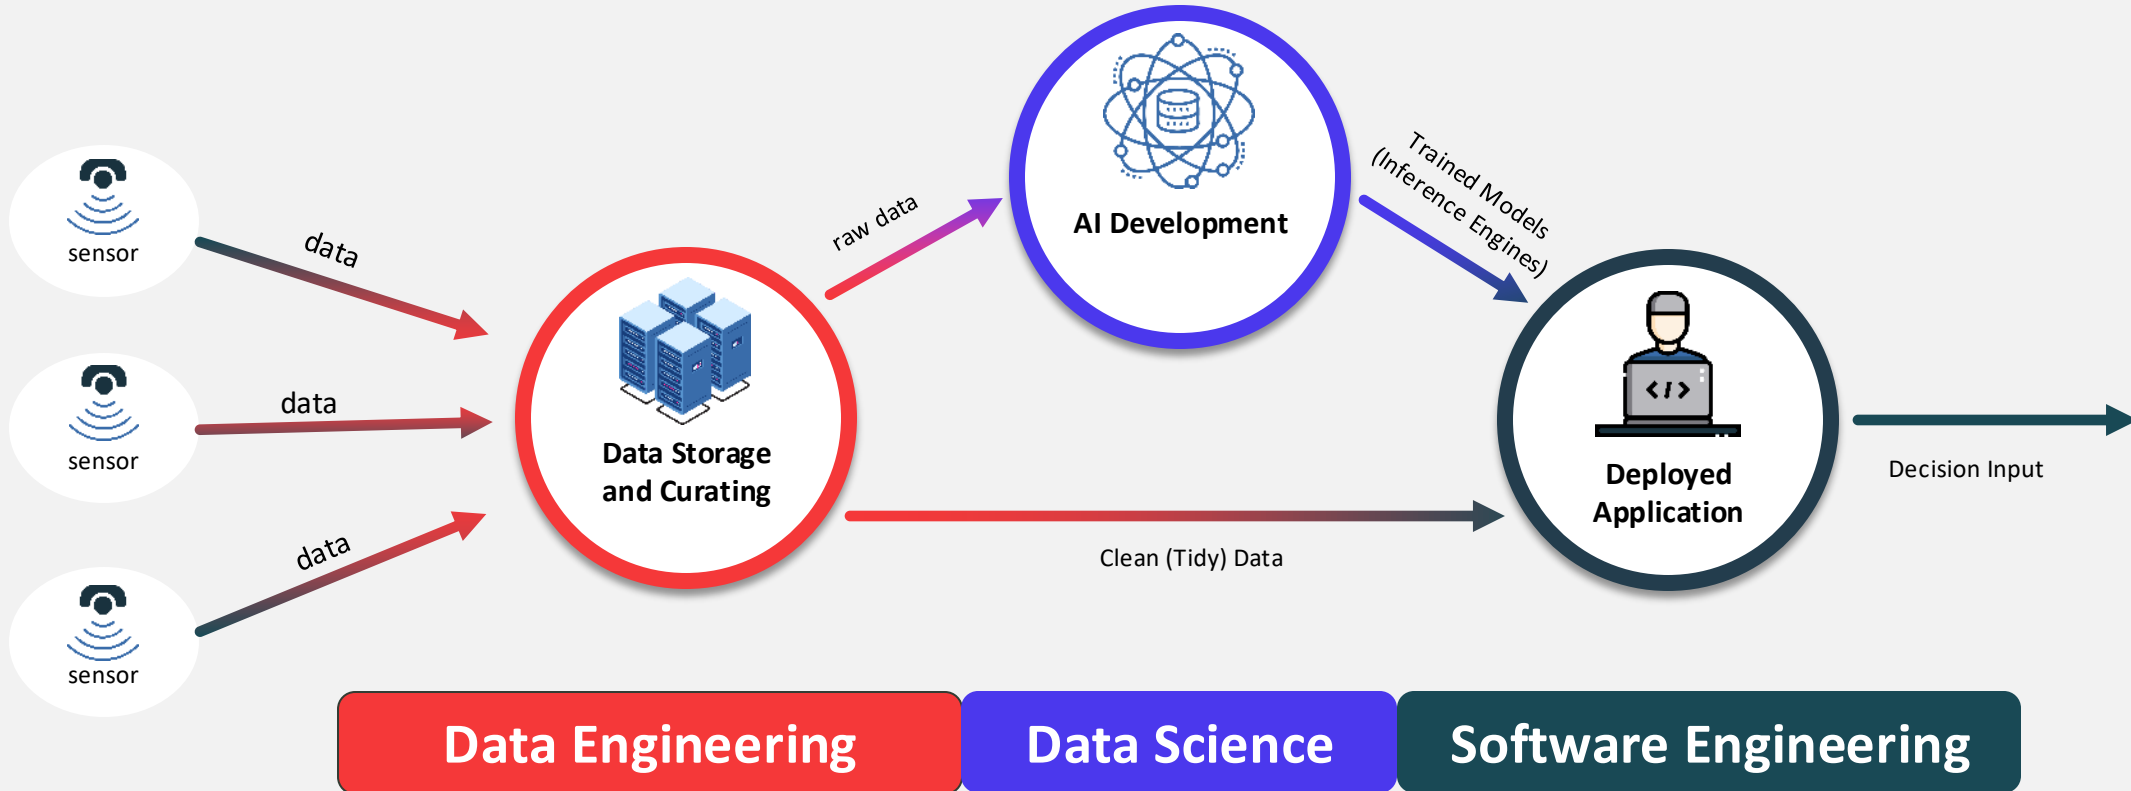 sensor
data
sensor
data
sensor
data
Data Storage
and Curating
raw data
AI Development
Trained Models
(Inference Engines)
Clean (Tidy) Data
</>
Deployed
Application
Decision Input
Data Engineering
Data Science
Software Engineering